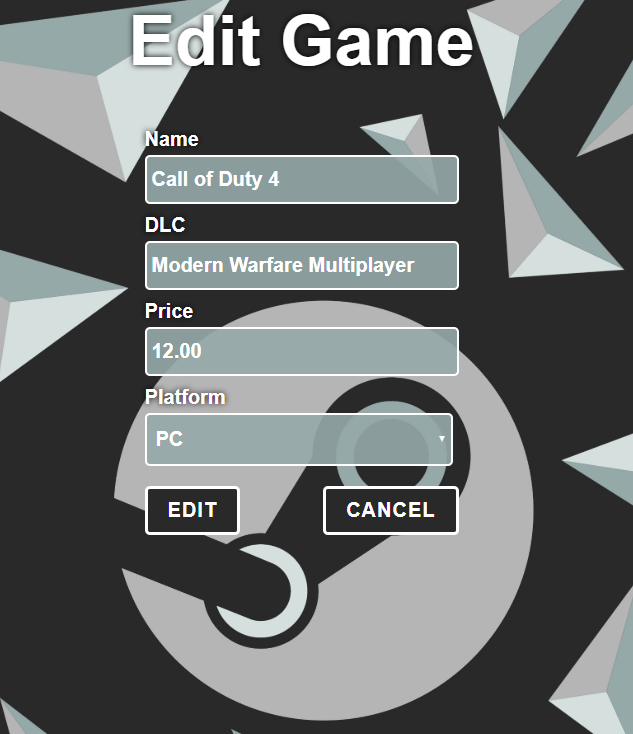 Edit Game
Name
Call of Duty 4
DLC
Modern Warfare Multiplayer
Price
12.00
Platform
PC
EDIT CANCEL